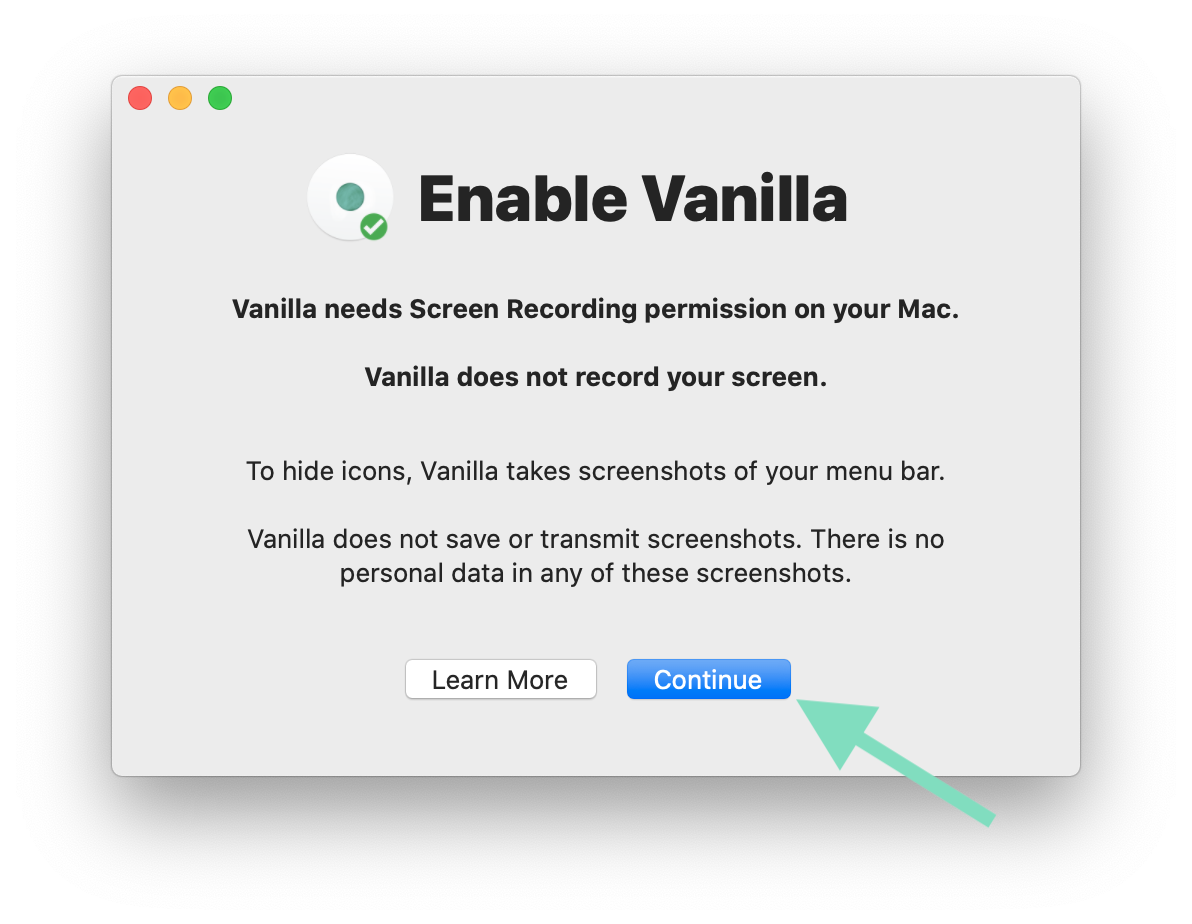 Enable Vanilla
Vanilla needs Screen Recording permission on your Mac.
Vanilla does not record your screen.
To hide icons, Vanilla takes screenshots of your menu bar.
Vanilla does not save or transmit screenshots. There is no
personal data in any of these screenshots.
Learn More
Continue